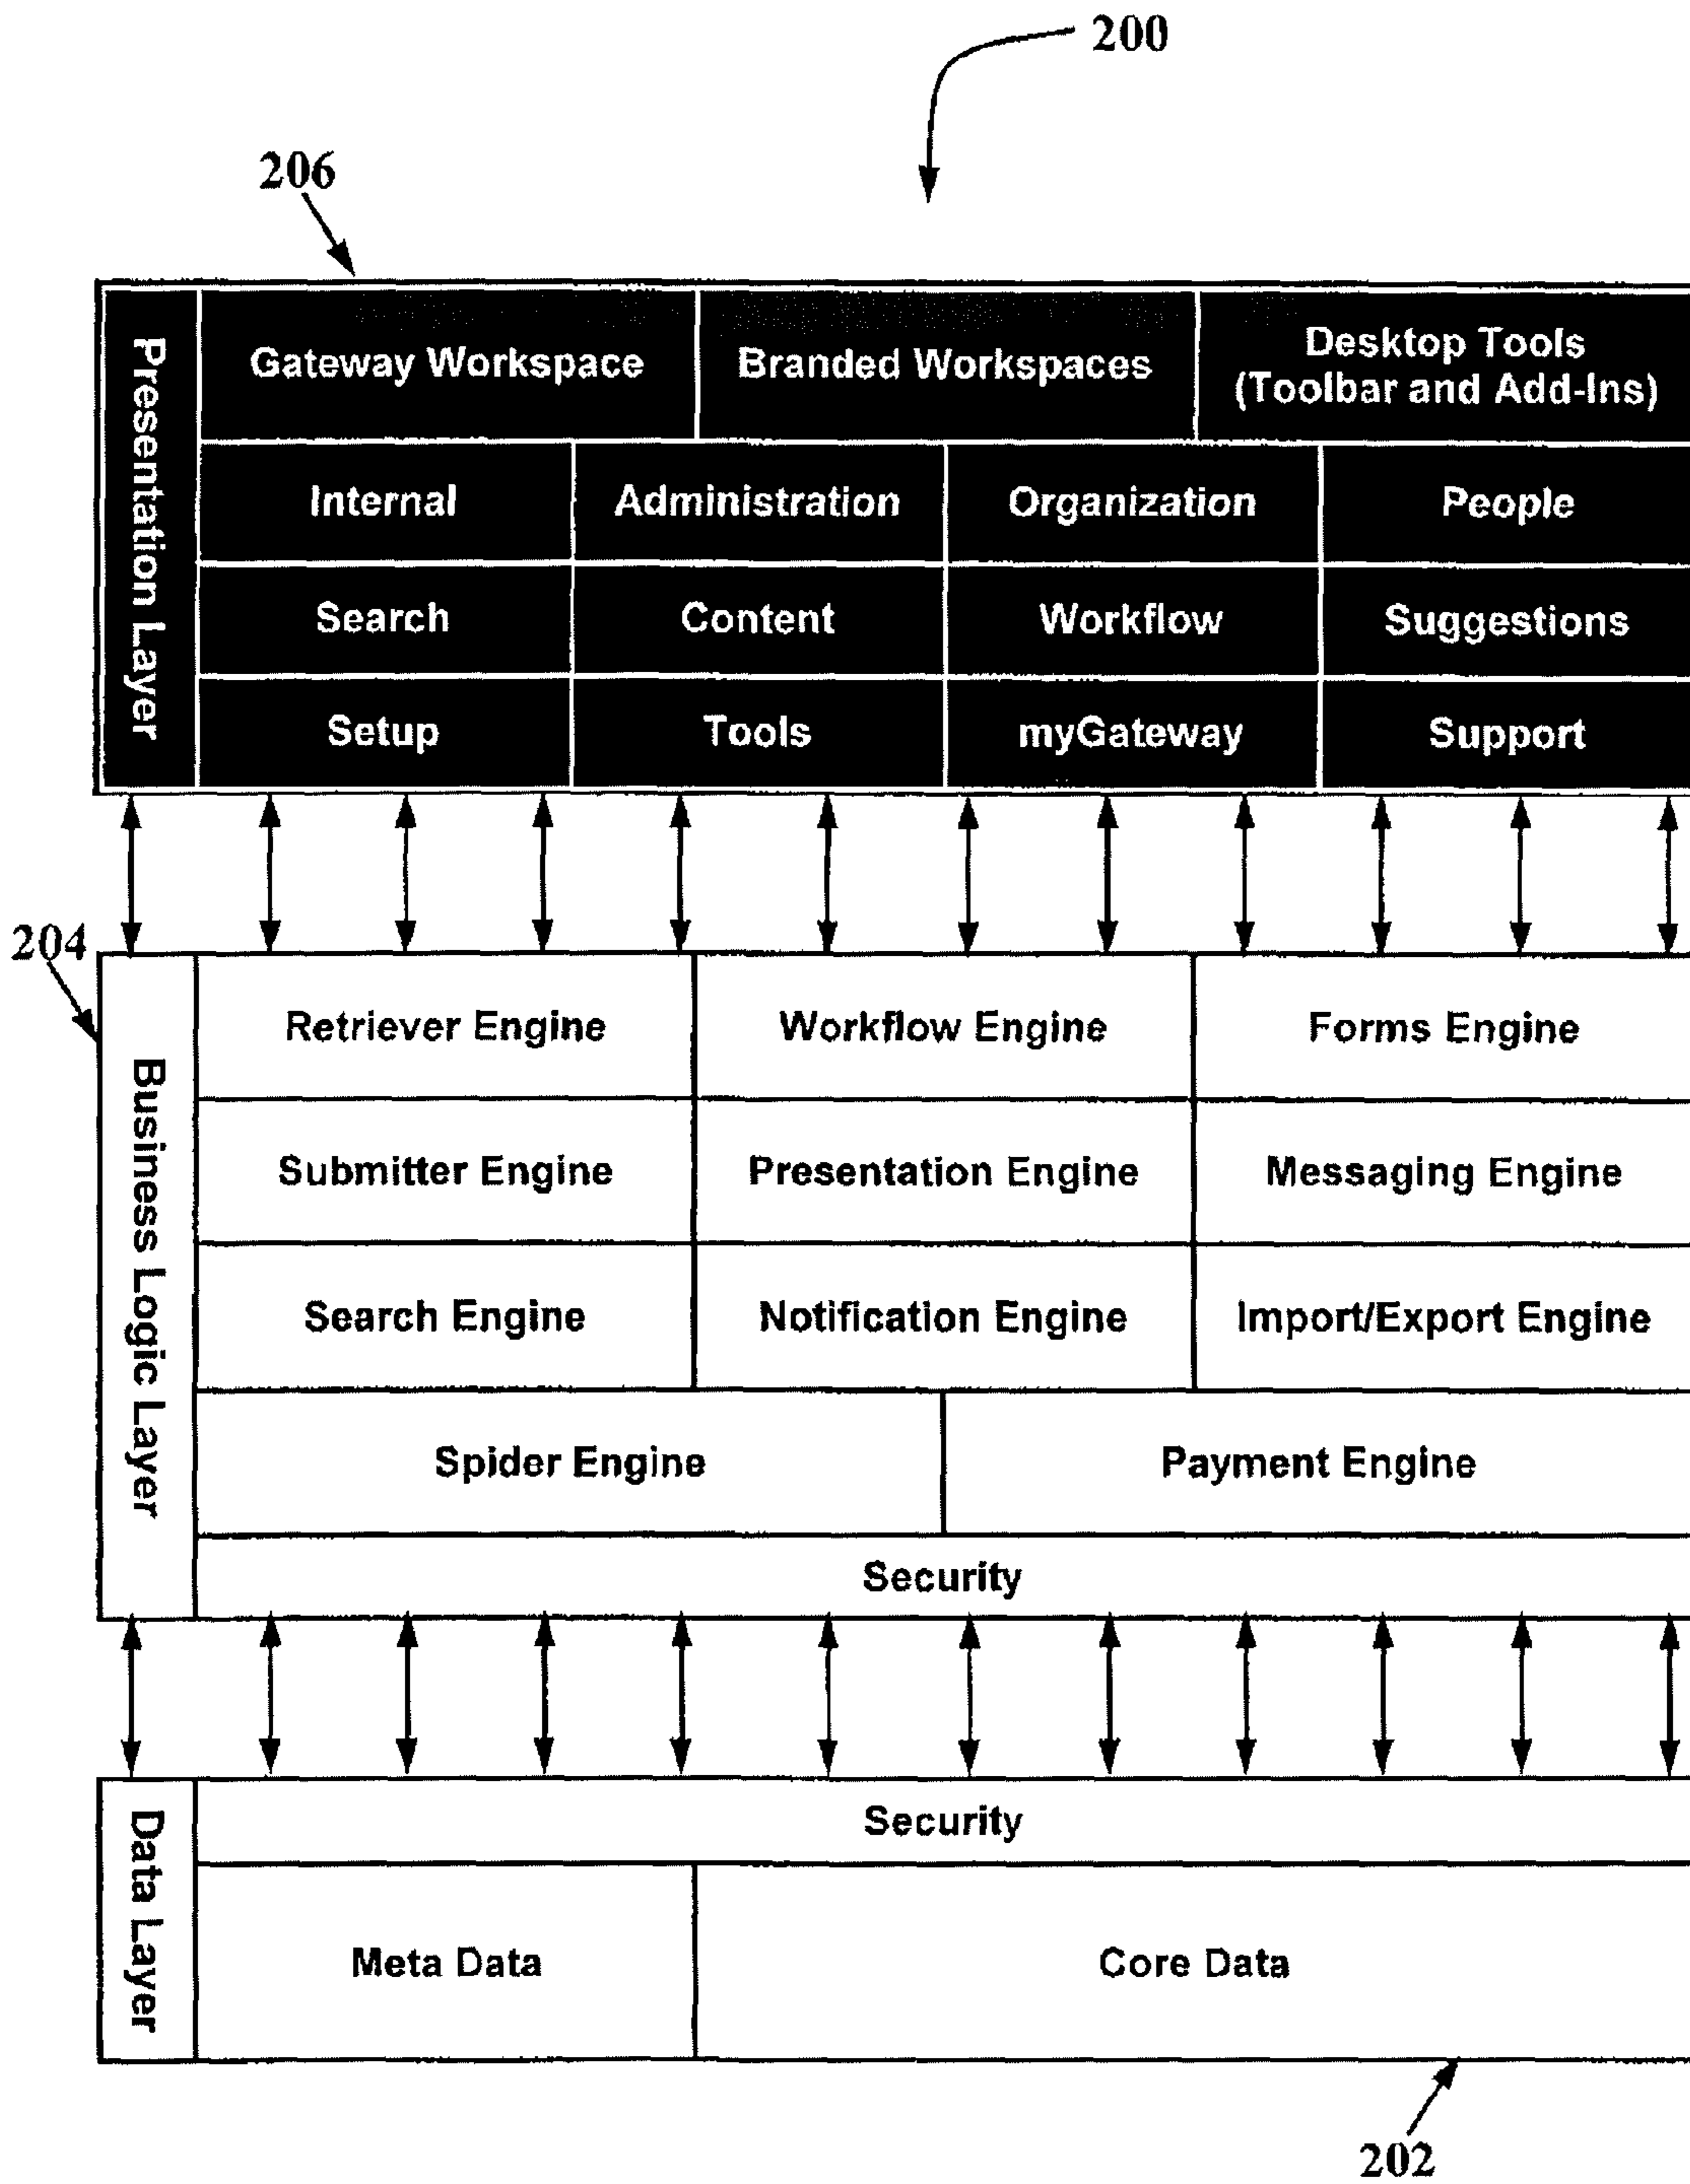 200
206
Presentation Layer
Gateway Workspace
Branded Workspaces
Desktop Tools
(Toolbar and Add-Ins)
Internal
Administration
Organization
People
Search
Content
Workflow
Suggestions
Setup
Tools
myGateway
Support
204
Business Logic Layer
Retriever Engine
Workflow Engine
Forms Engine
Submitter Engine
Presentation Engine
Messaging Engine
Search Engine
Notification Engine
Import/Export Engine
Spider Engine
Payment Engine
Security
Data Layer
Security
Meta Data
Core Data
202